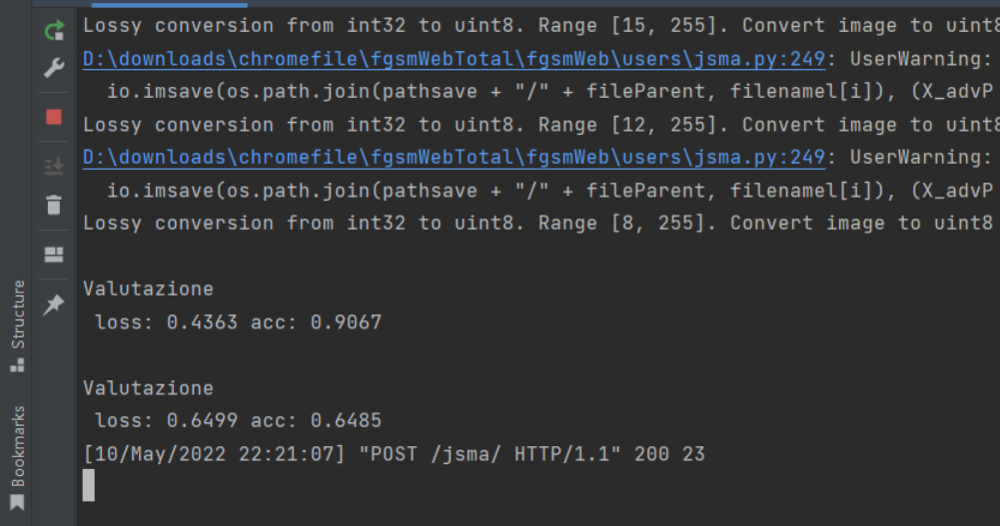 Lossy conversion from int32 to uint8. Range [15, 255]. Convert image to uint8
D:\downloads\chromefile\fgsmWebTotal\fgsmWeb\users\jsma.py:249: UserWarning:
io.imsave(os.path.join(pathsave + "/" + fileParent, filenamel[i]), (X_advP
Lossy conversion from int32 to uint8. Range [12, 255]. Convert image to uint8
D:\downloads\chromefile\fgsmWebTotal\fgsmWeb\users\jsma.py:249: UserWarning:
io.imsave(os.path.join(pathsave + "/" + fileParent, filenamel[i]), (X_advP
Lossy conversion from int32 to uint8. Range [8, 255]. Convert image to uint8
Valutazione
loss: 0.4363 acc: 0.9067
Valutazione
loss: 0.6499 acc: 0.6485
[10/May/2022 22:21:07] "POST /jsma/ HTTP/1.1" 200 23
Structure
Bookmarks